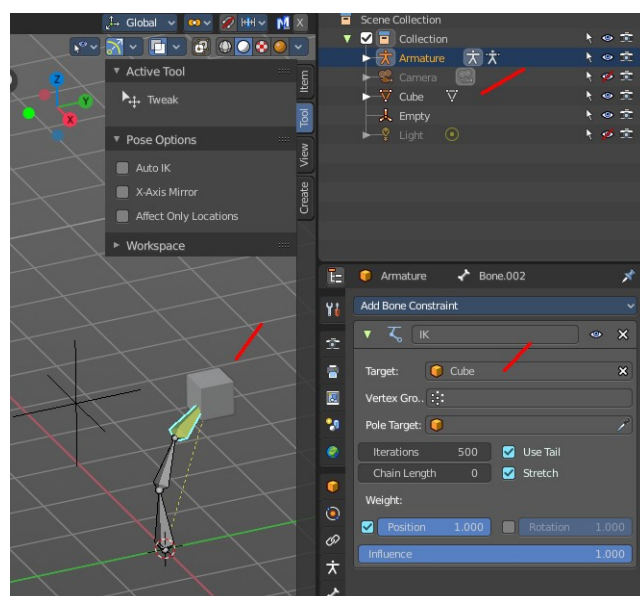 Global
X
Scene Collection
Collection
Armature
Camera
Cube
Empty
Light
Active Tool
Tweak
Pose Options
Auto IK
X-Axis Mirror
Affect Only Locations
Workspace
Item
Tool
View
Create
Z
Y
X
Armature Bone.002
Add Bone Constraint
IK
Target: Cube
Vertex Gro..
Pole Target:
Iterations 500 Use Tail
Chain Length 0 Stretch
Weight:
Position 1.000 Rotation 1.000
Influence 1.000